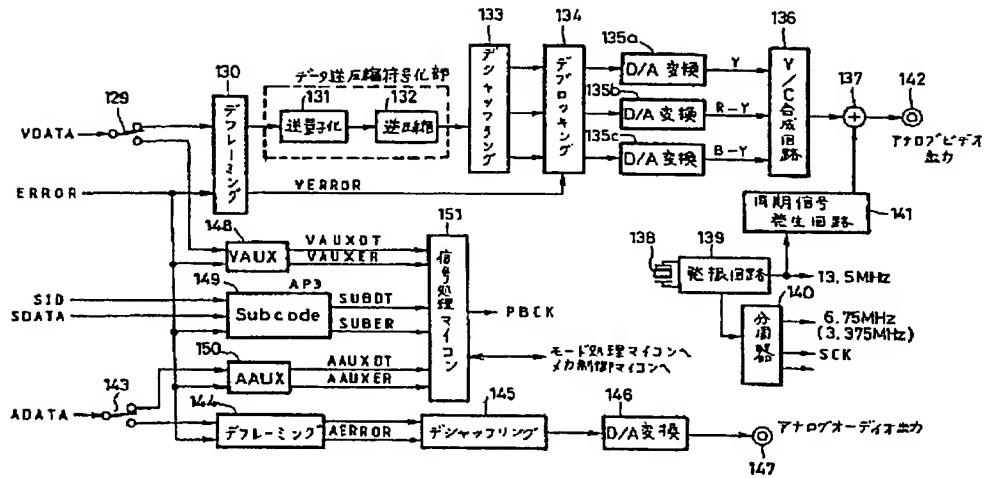 133
134
135a
136
130
データ逆圧縮符号化部
デフレーミング
131
逆量子化
132
逆圧縮
デシャッフリング
デブロッキング
D/A変換
Y
135b
D/A変換
R-Y
135c
D/A変換
B-Y
Y/C合成回路
137
142
アナログビデオ
出力
VDATA
129
ERROR
VERROR
同期信号
発生回路
141
148
VAUX
VAUXDT
VAUXER
151
信号処理マイコン
138
139
発振回路
13.5MHz
149
AP3
SID
SDATA
Subcode
SUBDT
SUBER
PBCK
140
分周器
6.75MHz
(3.375MHz)
SCK
150
AAUX
AAUXDT
AAUXER
モード処理マイコンへ
メカ制御マイコンへ
ADATA
143
144
デフレーミング
AERROR
145
デシャッフリング
146
D/A変換
アナログオーディオ出力
147